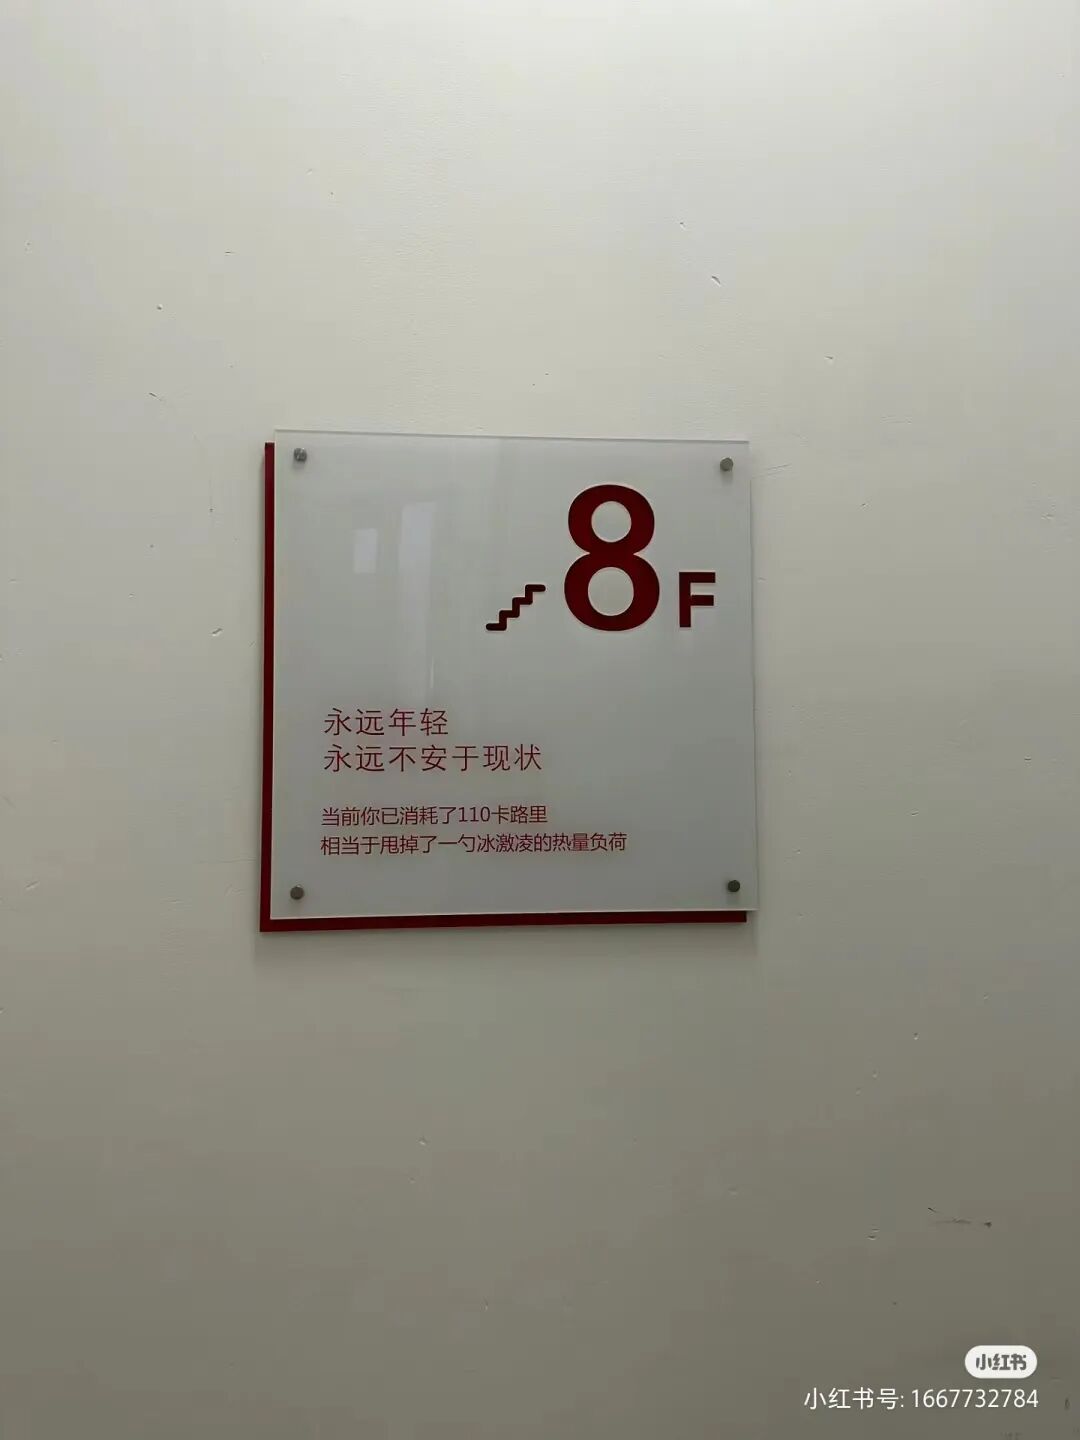 8F
永远年轻
永远不安于现状
当前你已消耗了110卡路里
相当于甩掉了一勺冰激凌的热量负荷
小红书
小红书号: 1667732784